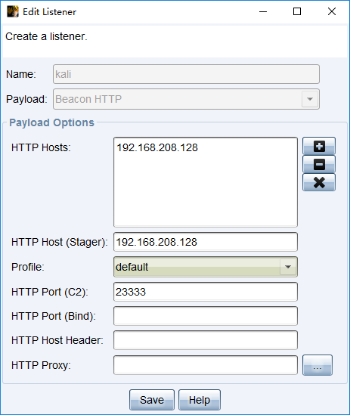 Edit Listener
Create a listener.
Name: kali
Payload: Beacon HTTP
Payload Options
HTTP Hosts: 192.168.208.128
HTTP Host (Stager): 192.168.208.128
Profile: default
HTTP Port (C2): 23333
HTTP Port (Bind):
HTTP Host Header:
HTTP Proxy: ...
Save Help